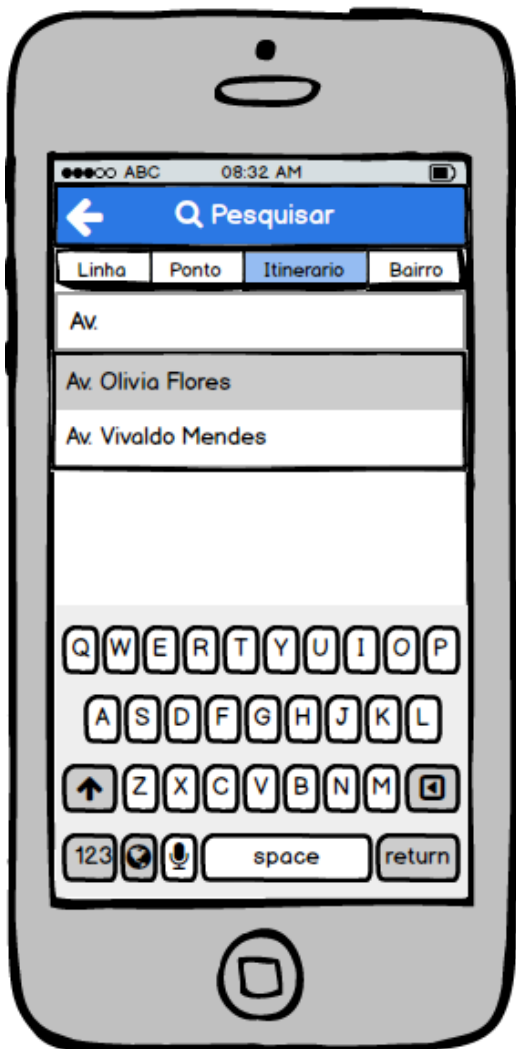 ABC 08:32 AM
Pesquisar
Linha Ponto Itinerario Bairro
Av.
Av. Olivia Flores
Av. Vivaldo Mendes
Q W E R T Y U I O P
A S D F G H J K L
Z X C V B N M
123 space return